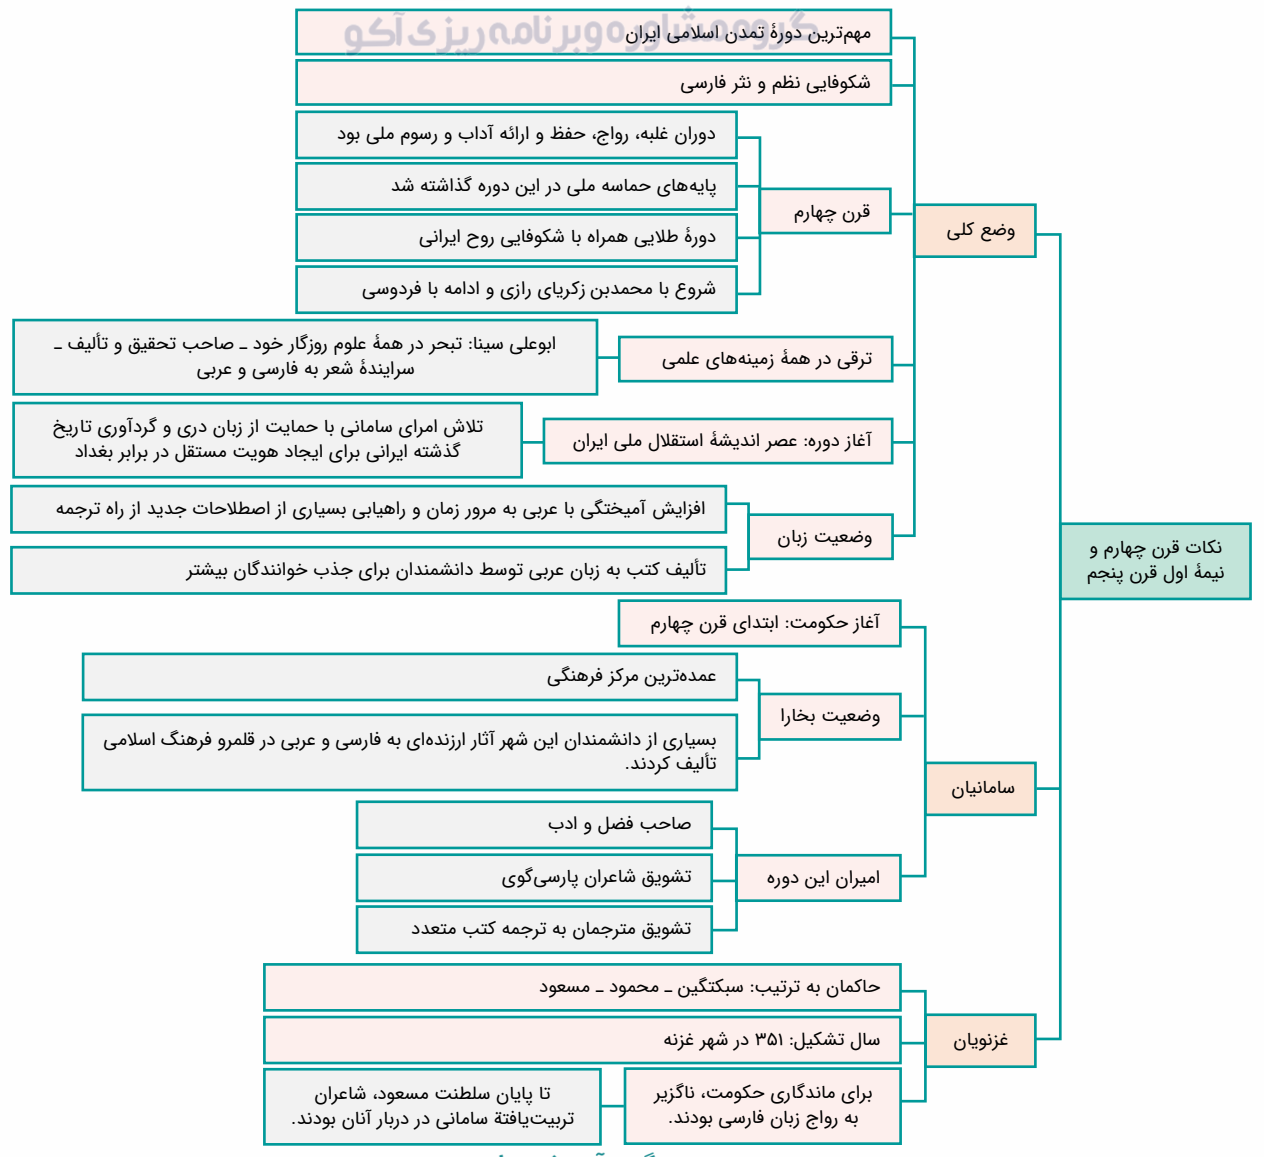 گروه مشاوره و برنامه ریزی آکو
مهم‌ترین دورهٔ تمدن اسلامی ایران
شکوفایی نظم و نثر فارسی
دوران غلبه، رواج، حفظ و ارائه آداب و رسوم ملی بود
پایه‌های حماسه ملی در این دوره گذاشته شد
قرن چهارم
دورهٔ طلایی همراه با شکوفایی روح ایرانی
شروع با محمدبن زکریای رازی و ادامه با فردوسی
وضع کلی
ترقی در همهٔ زمینه‌های علمی
ابوعلی سینا: تبحر در همهٔ علوم روزگار خود ـ صاحب تحقیق و تألیف ـ
سرایندهٔ شعر به فارسی و عربی
آغاز دوره: عصر اندیشهٔ استقلال ملی ایران
تلاش امرای سامانی با حمایت از زبان دری و گردآوری تاریخ
گذشته ایرانی برای ایجاد هویت مستقل در برابر بغداد
وضعیت زبان
افزایش آمیختگی با عربی به مرور زمان و راهیابی بسیاری از اصطلاحات جدید از راه ترجمه
تألیف کتب به زبان عربی توسط دانشمندان برای جذب خوانندگان بیشتر
نکات قرن چهارم و
نیمهٔ اول قرن پنجم
آغاز حکومت: ابتدای قرن چهارم
عمده‌ترین مرکز فرهنگی
وضعیت بخارا
بسیاری از دانشمندان این شهر آثار ارزنده‌ای به فارسی و عربی در قلمرو فرهنگ اسلامی
تألیف کردند.
سامانیان
صاحب فضل و ادب
امیران این دوره
تشویق شاعران پارسی‌گوی
تشویق مترجمان به ترجمه کتب متعدد
حاکمان به ترتیب: سبکتگین ـ محمود ـ مسعود
غزنویان
سال تشکیل: ۳۵۱ در شهر غزنه
برای ماندگاری حکومت، ناگزیر
به رواج زبان فارسی بودند.
تا پایان سلطنت مسعود، شاعران
تربیت‌یافتهٔ سامانی در دربار آنان بودند.